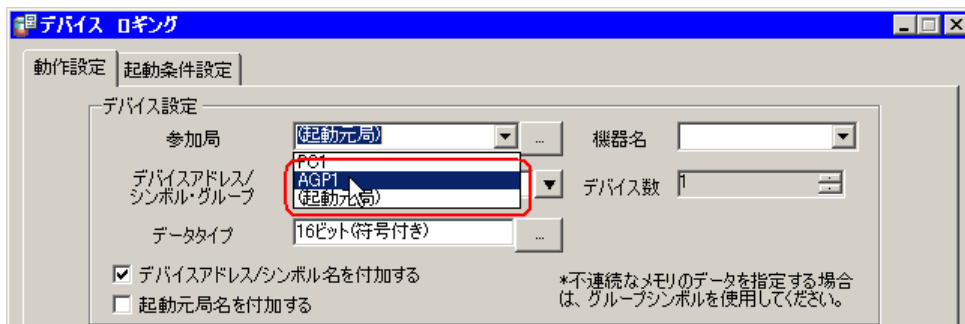 デバイス ロギング
動作設定 起動条件設定
デバイス設定
参加局 (起動元局) ... 機器名
PC1
AGP1
(起動元局)
デバイスアドレス/
シンボル・グループ
デバイス数 1
データタイプ 16ビット(符号付き) ...
デバイスアドレス/シンボル名を付加する
起動元局名を付加する
*不連続なメモリのデータを指定する場合
は、グループシンボルを使用してください。